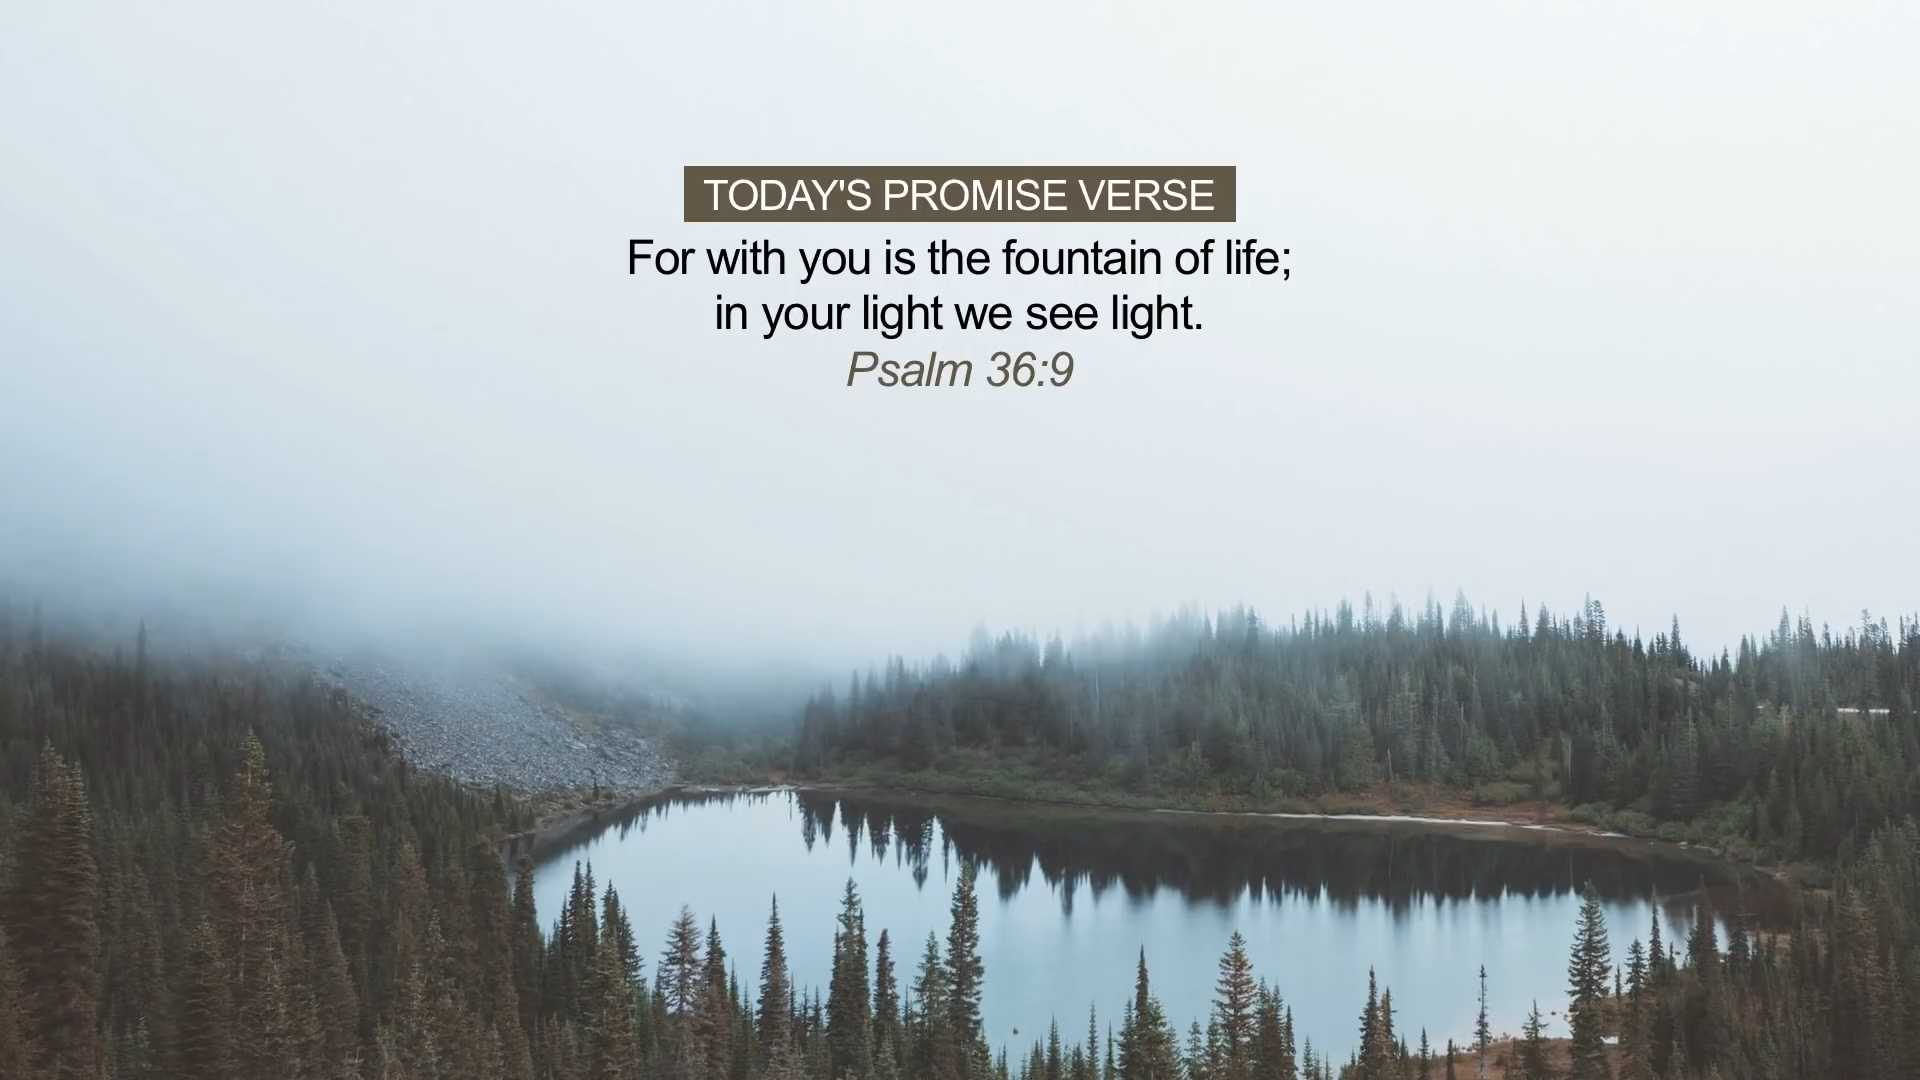 TODAY'S PROMISE VERSE
For with you is the fountain of life;
in your light we see light.
Psalm 36:9